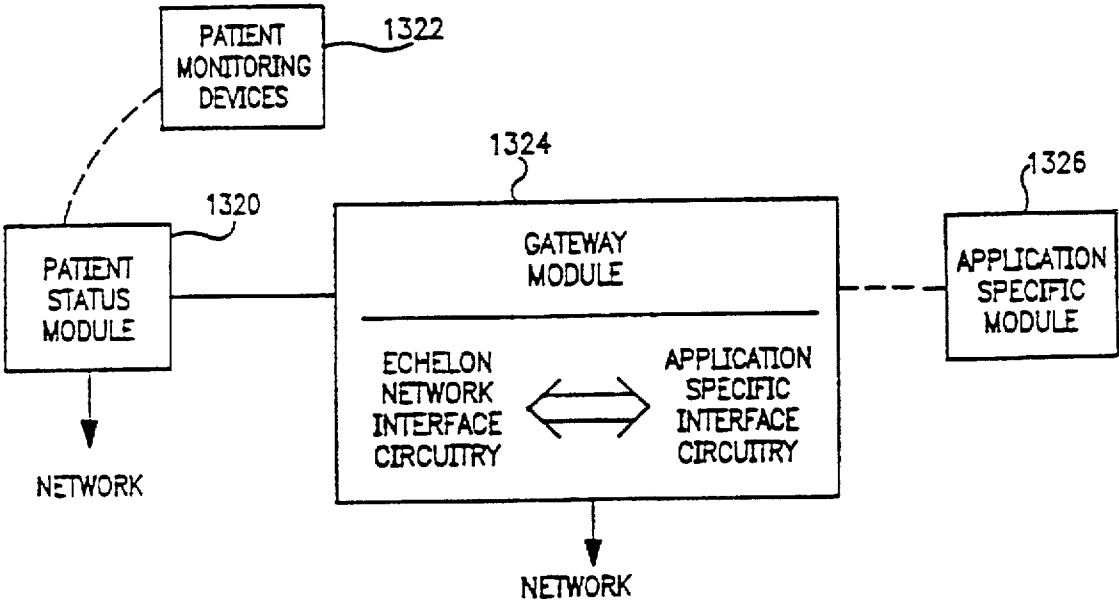 PATIENT
MONITORING
DEVICES
1322
1320
PATIENT
STATUS
MODULE
NETWORK
1324
GATEWAY
MODULE
ECHELON
NETWORK
INTERFACE
CIRCUITRY
APPLICATION
SPECIFIC
INTERFACE
CIRCUITRY
NETWORK
1326
APPLICATION
SPECIFIC
MODULE